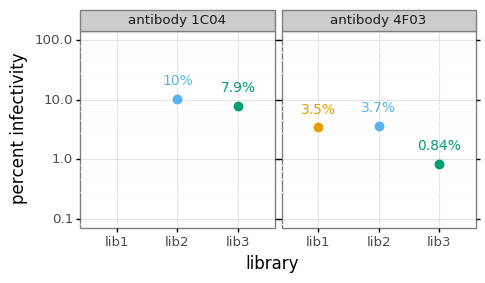 antibody 1C04
antibody 4F03
percent infectivity
100.0
10.0
1.0
0.1
10%
7.9%
3.5%
3.7%
0.84%
lib1 lib2 lib3
lib1 lib2 lib3
library